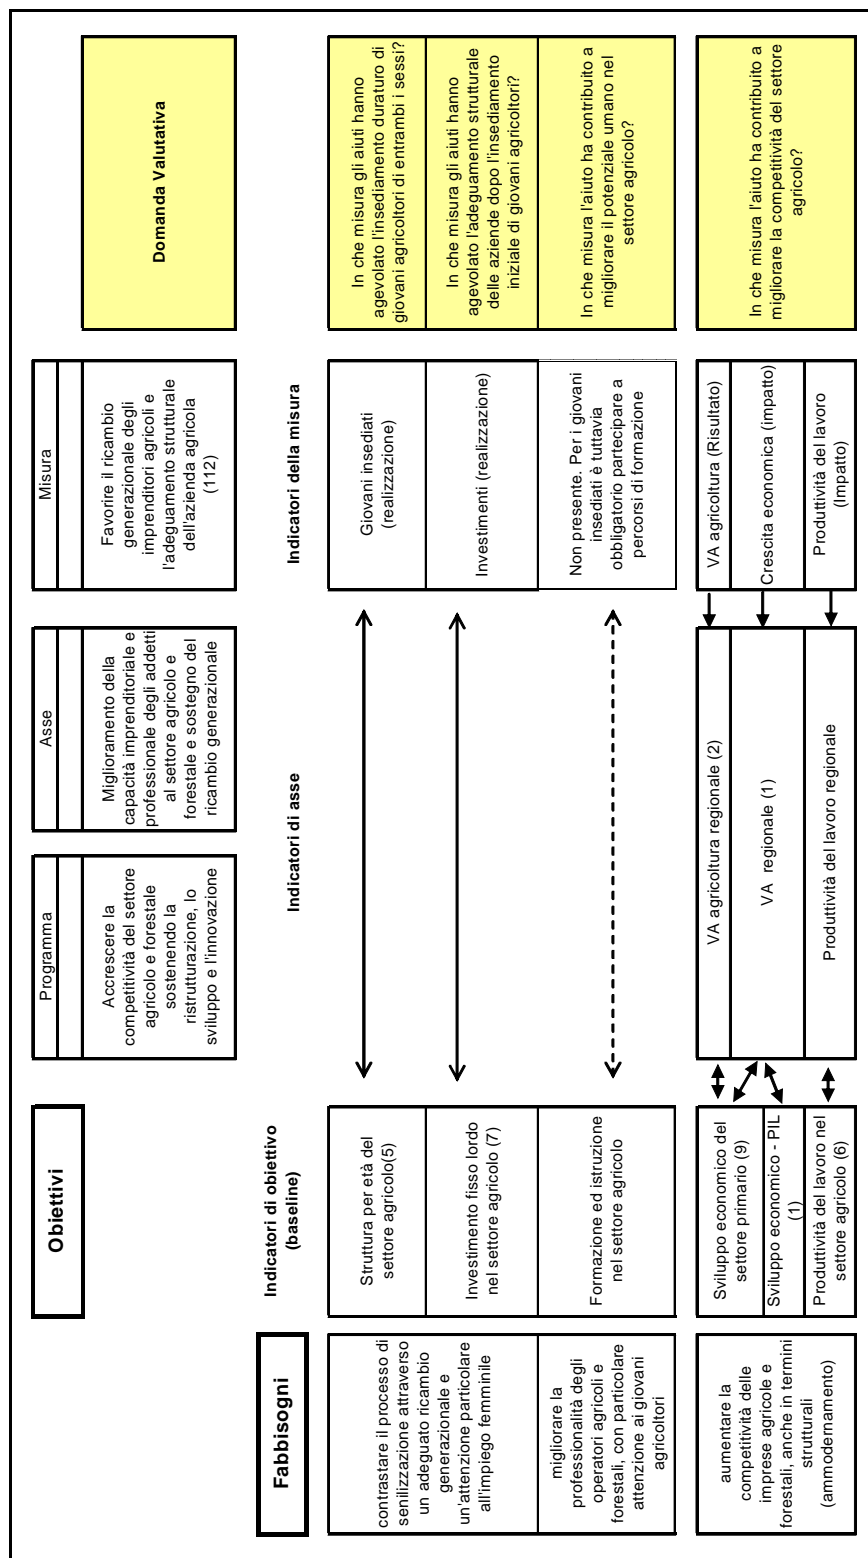 Obiettivi
Programma
Asse
Misura
Accrescere la
competitività del settore
agricolo e forestale
sostenendo la
ristrutturazione, lo
sviluppo e l'innovazione
Miglioramento della
capacità imprenditoriale e
professionale degli addetti
al settore agricolo e
forestale e sostegno del
ricambio generazionale
Favorire il ricambio
generazionale degli
imprenditori agricoli e
l'adeguamento strutturale
dell'azienda agricola
(112)
Domanda Valutativa
Fabbisogni
Indicatori di obiettivo
(baseline)
Indicatori di asse
Indicatori della misura
contrastare il processo di
senilizzazione attraverso
un adeguato ricambio
generazionale e
un'attenzione particolare
all'impiego femminile
Struttura per età del
settore agricolo(5)
Giovani insediati
(realizzazione)
In che misura gli aiuti hanno
agevolato l'insediamento duraturo di
giovani agricoltori di entrambi i sessi?
Investimento fisso lordo
nel settore agricolo (7)
Investimenti (realizzazione)
In che misura gli aiuti hanno
agevolato l'adeguamento strutturale
delle aziende dopo l'insediamento
iniziale di giovani agricoltori?
migliorare la
professionalità degli
operatori agricoli e
forestali, con particolare
attenzione ai giovani
agricoltori
Formazione ed istruzione
nel settore agricolo
Non presente. Per i giovani
insediati è tuttavia
obbligatorio partecipare a
percorsi di formazione
In che misura l'aiuto ha contribuito a
migliorare il potenziale umano nel
settore agricolo?
aumentare la
competitività delle
imprese agricole e
forestali, anche in termini
strutturali
(ammodernamento)
Sviluppo economico del
settore primario (9)
Sviluppo economico - PIL
(1)
Produttività del lavoro nel
settore agricolo (6)
VA agricoltura regionale (2)
VA regionale (1)
Produttività del lavoro regionale
VA agricoltura (Risultato)
Crescita economica (impatto)
Produttività del lavoro
(Impatto)
In che misura l'aiuto ha contribuito a
migliorare la competitività del settore
agricolo?